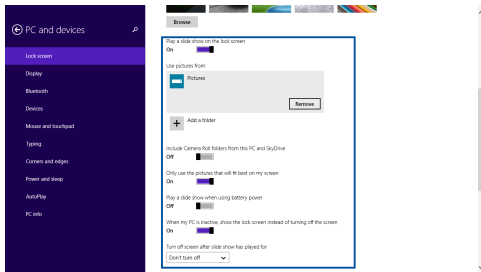 PC and devices
Lock screen
Display
Bluetooth
Devices
Mouse and touchpad
Typing
Corners and edges
Power and sleep
AutoPlay
PC info
Browse
Play a slide show on the lock screen
On
Use pictures from
Pictures
Remove
Add a folder
Include Camera Roll folders from this PC and SkyDrive
Off
Only use the pictures that will fit best on my screen
On
Play a slide show when using battery power
Off
When my PC is inactive, show the lock screen instead of turning off the screen
On
Turn off screen after slide show has played for
Don't turn off